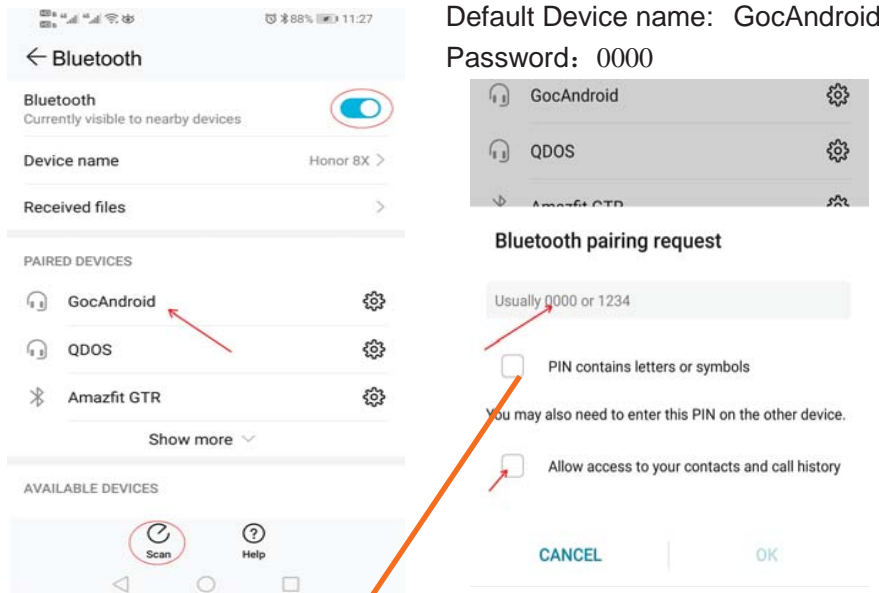 88% 11:27
Bluetooth
Bluetooth
Currently visible to nearby devices
Device name
Honor 8X
Received files
PAIRED DEVICES
GocAndroid
QDOS
Amazfit GTR
Show more
AVAILABLE DEVICES
Scan
Help
Default Device name: GocAndroid
Password：0000
GocAndroid
QDOS
Amazfit GTR
Bluetooth pairing request
Usually 0000 or 1234
PIN contains letters or symbols
You may also need to enter this PIN on the other device.
Allow access to your contacts and call history
CANCEL
OK